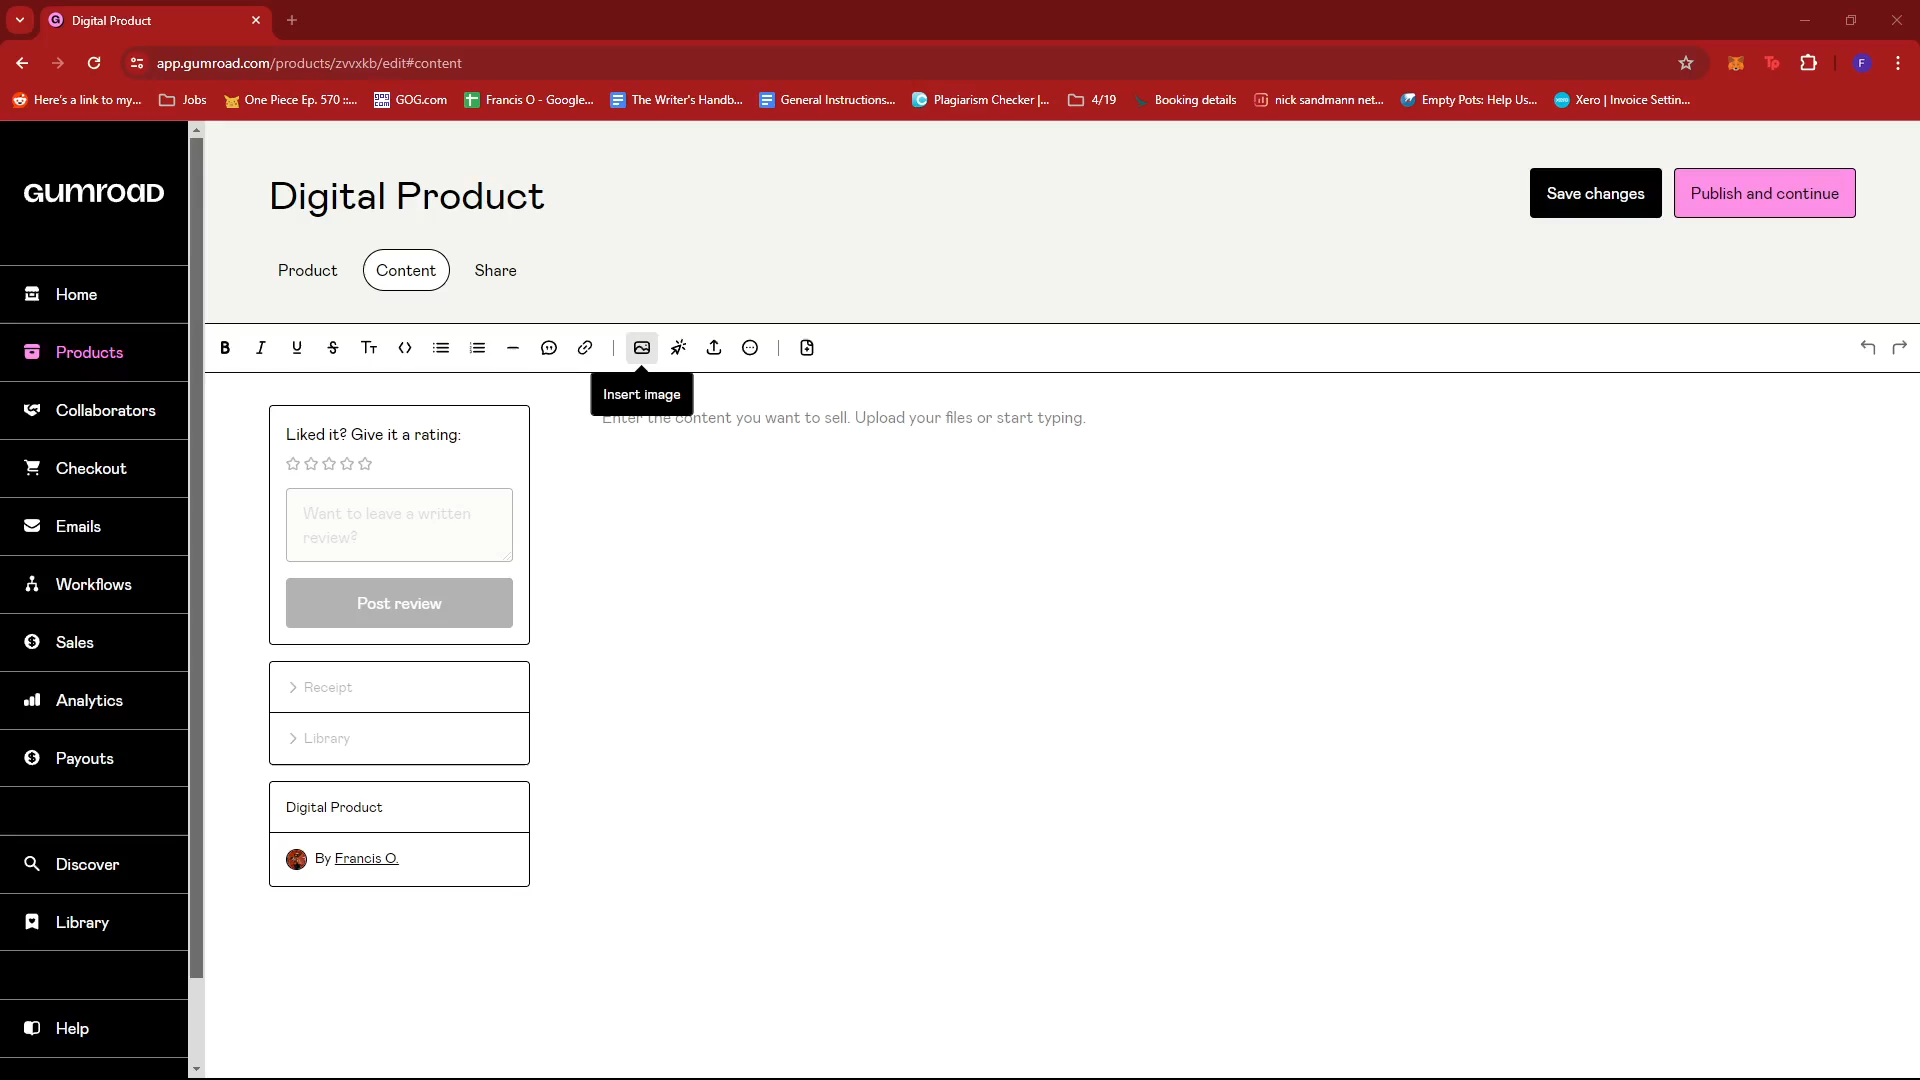 Digital Product
app.gumroad.com/products/zvvxkb/edit#content
Tp
F
Here's a link to my...
Jobs
One Piece Ep. 570 ::...
GOG.com
Francis O - Google...
The Writer's Handb...
General Instructions...
Plagiarism Checker |...
4/19
Booking details
nick sandmann net...
Empty Pots: Help Us...
Xero | Invoice Settin...
GUMROAD
Home
Products
Collaborators
Checkout
Emails
Workflows
Sales
Analytics
Payouts
Discover
Library
Help
Digital Product
Save changes
Publish and continue
Product
Content
Share
Insert image
Enter the content you want to sell. Upload your files or start typing.
Liked it? Give it a rating:
Want to leave a written
review?
Post review
Receipt
Library
Digital Product
By Francis O.